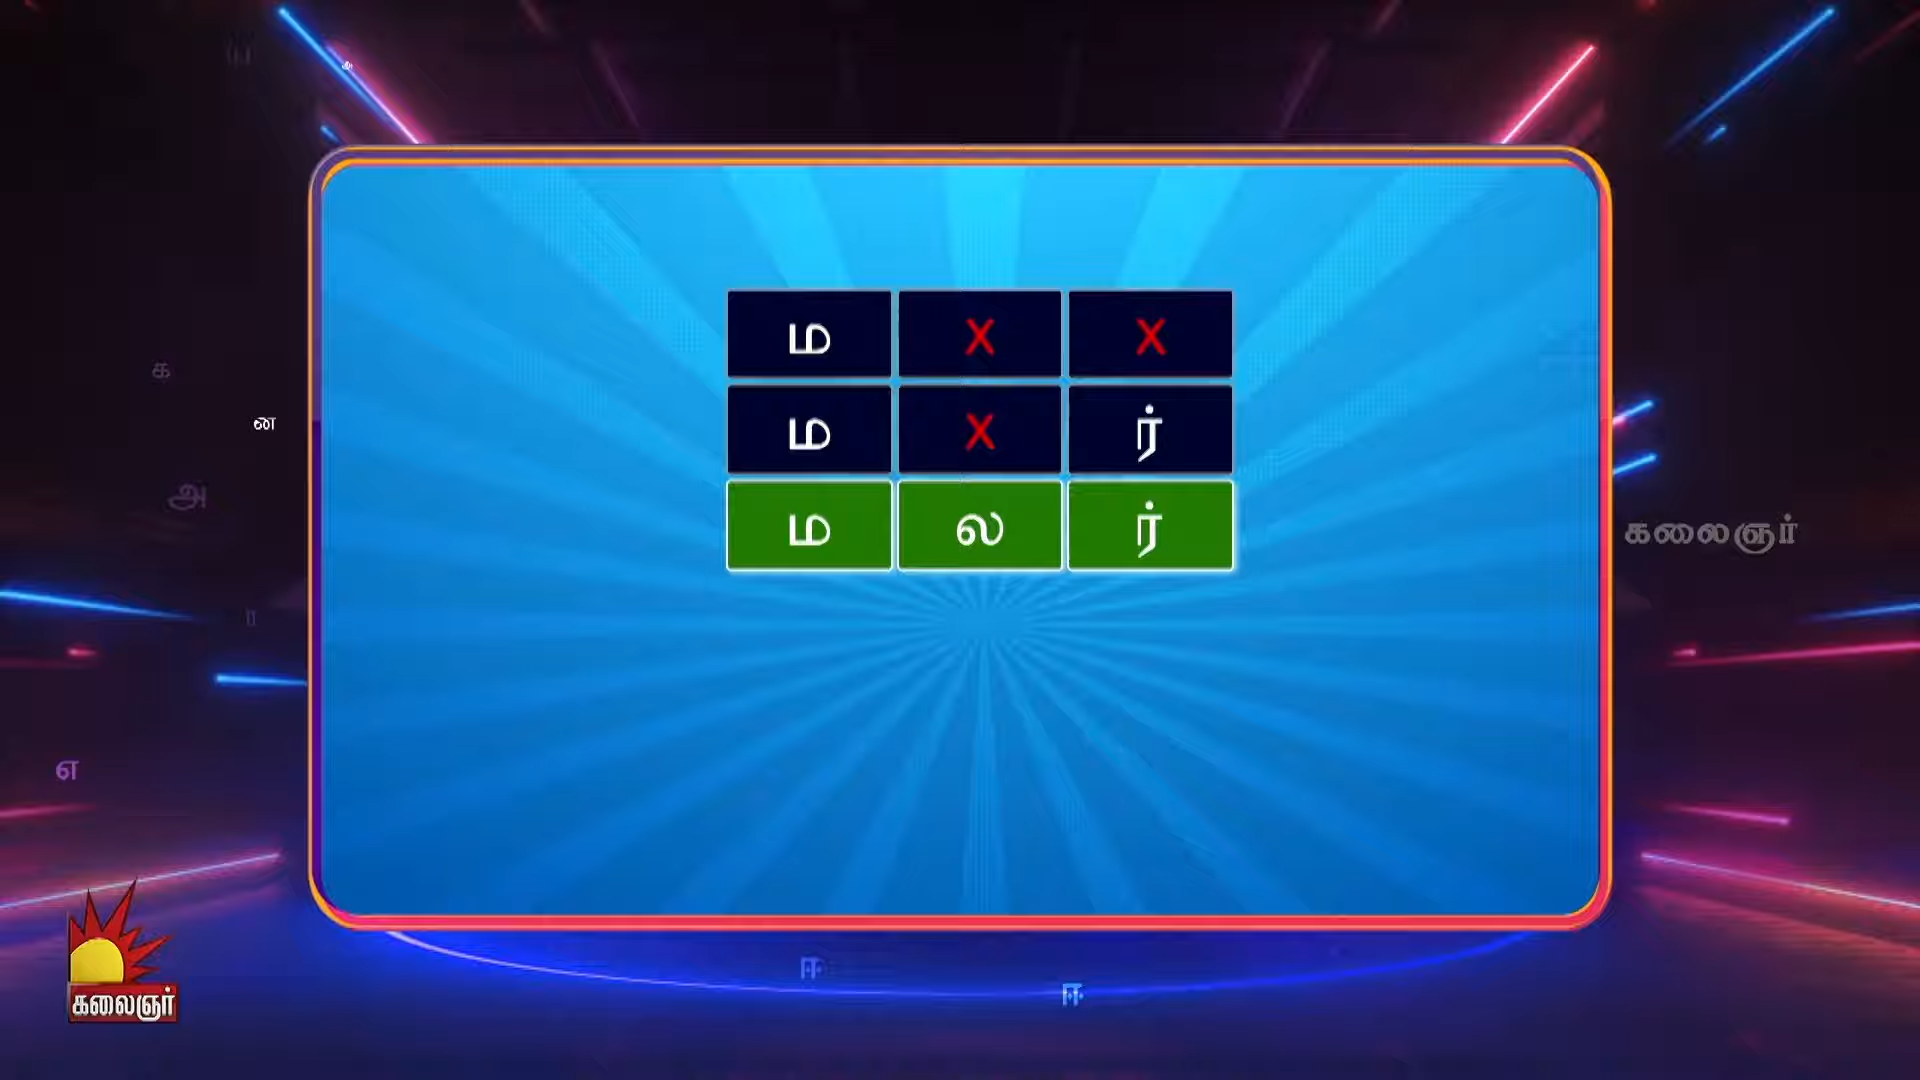 ம X X
ம X ர்
ம ல ர்
க
ன
அ
கலைஞர்
எ
ஈ
ஈ
கலைஞர்